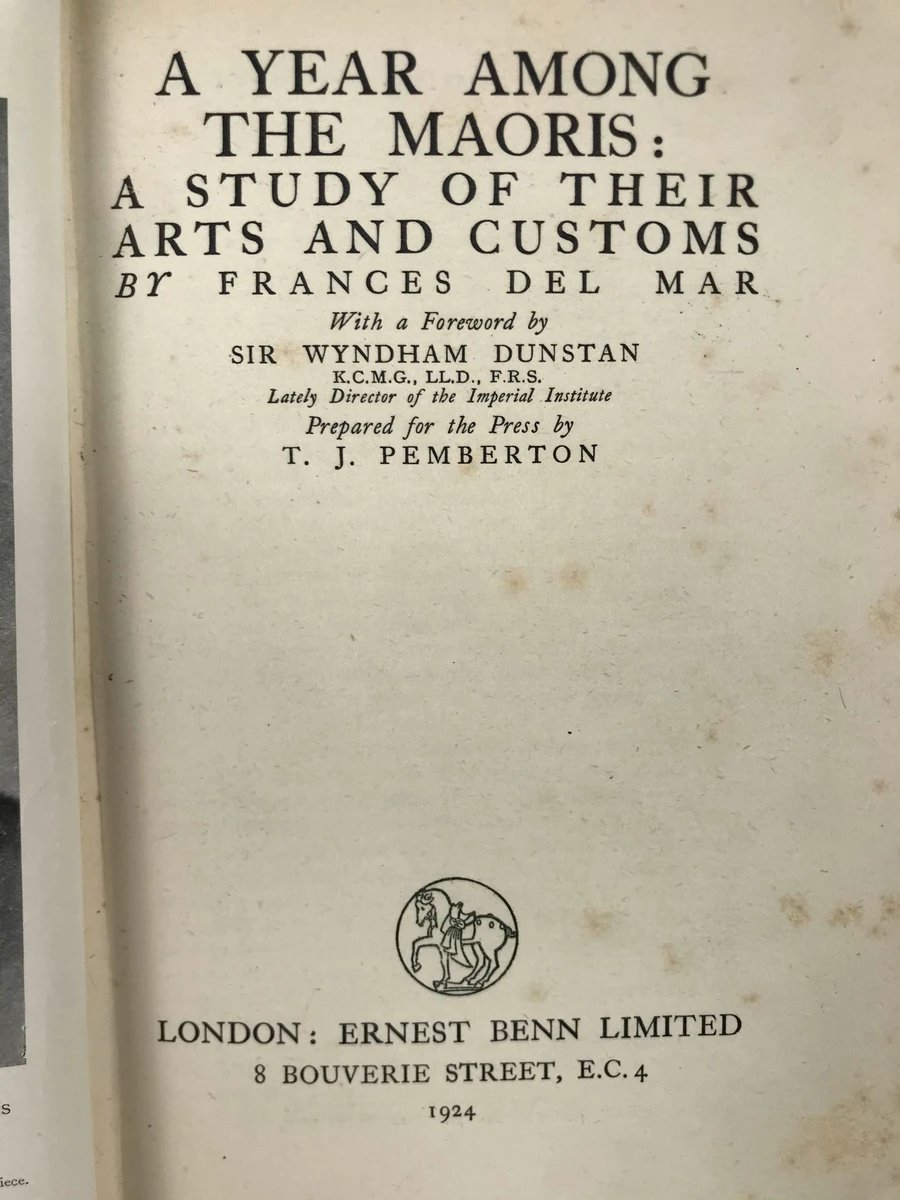 A YEAR AMONG
THE MAORIS:
A STUDY OF THEIR
ARTS AND CUSTOMS
BY FRANCES DEL MAR
With a Foreword by
SIR WYNDHAM DUNSTAN
K.C.M.G., LL.D., F.R.S.
Lately Director of the Imperial Institute
Prepared for the Press by
T. J. PEMBERTON
LONDON: ERNEST BENN LIMITED
8 BOUVERIE STREET, E.C. 4
1924
s
iece.